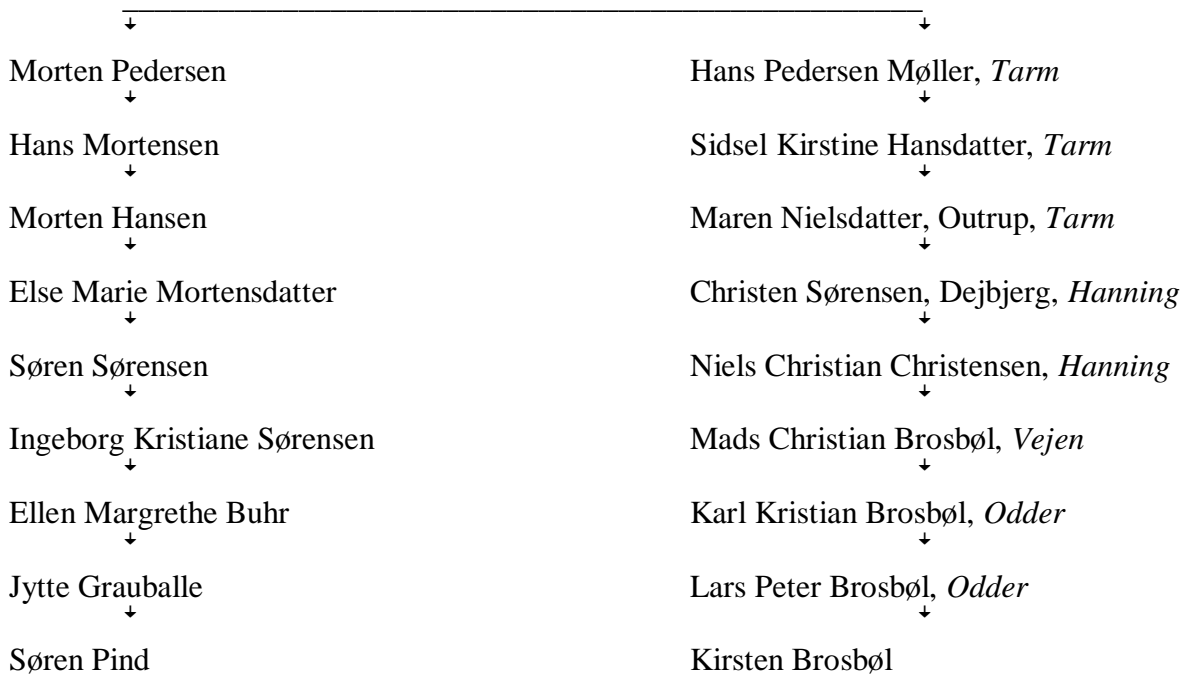 Morten Pedersen Hans Pedersen Møller, Tarm
Hans Mortensen Sidsel Kirstine Hansdatter, Tarm
Morten Hansen Maren Nielsdatter, Outrup, Tarm
Else Marie Mortensdatter Christen Sørensen, Dejbjerg, Hanning
Søren Sørensen Niels Christian Christensen, Hanning
Ingeborg Kristiane Sørensen Mads Christian Brosbøl, Vejen
Ellen Margrethe Buhr Karl Kristian Brosbøl, Odder
Jytte Grauballe Lars Peter Brosbøl, Odder
Søren Pind Kirsten Brosbøl